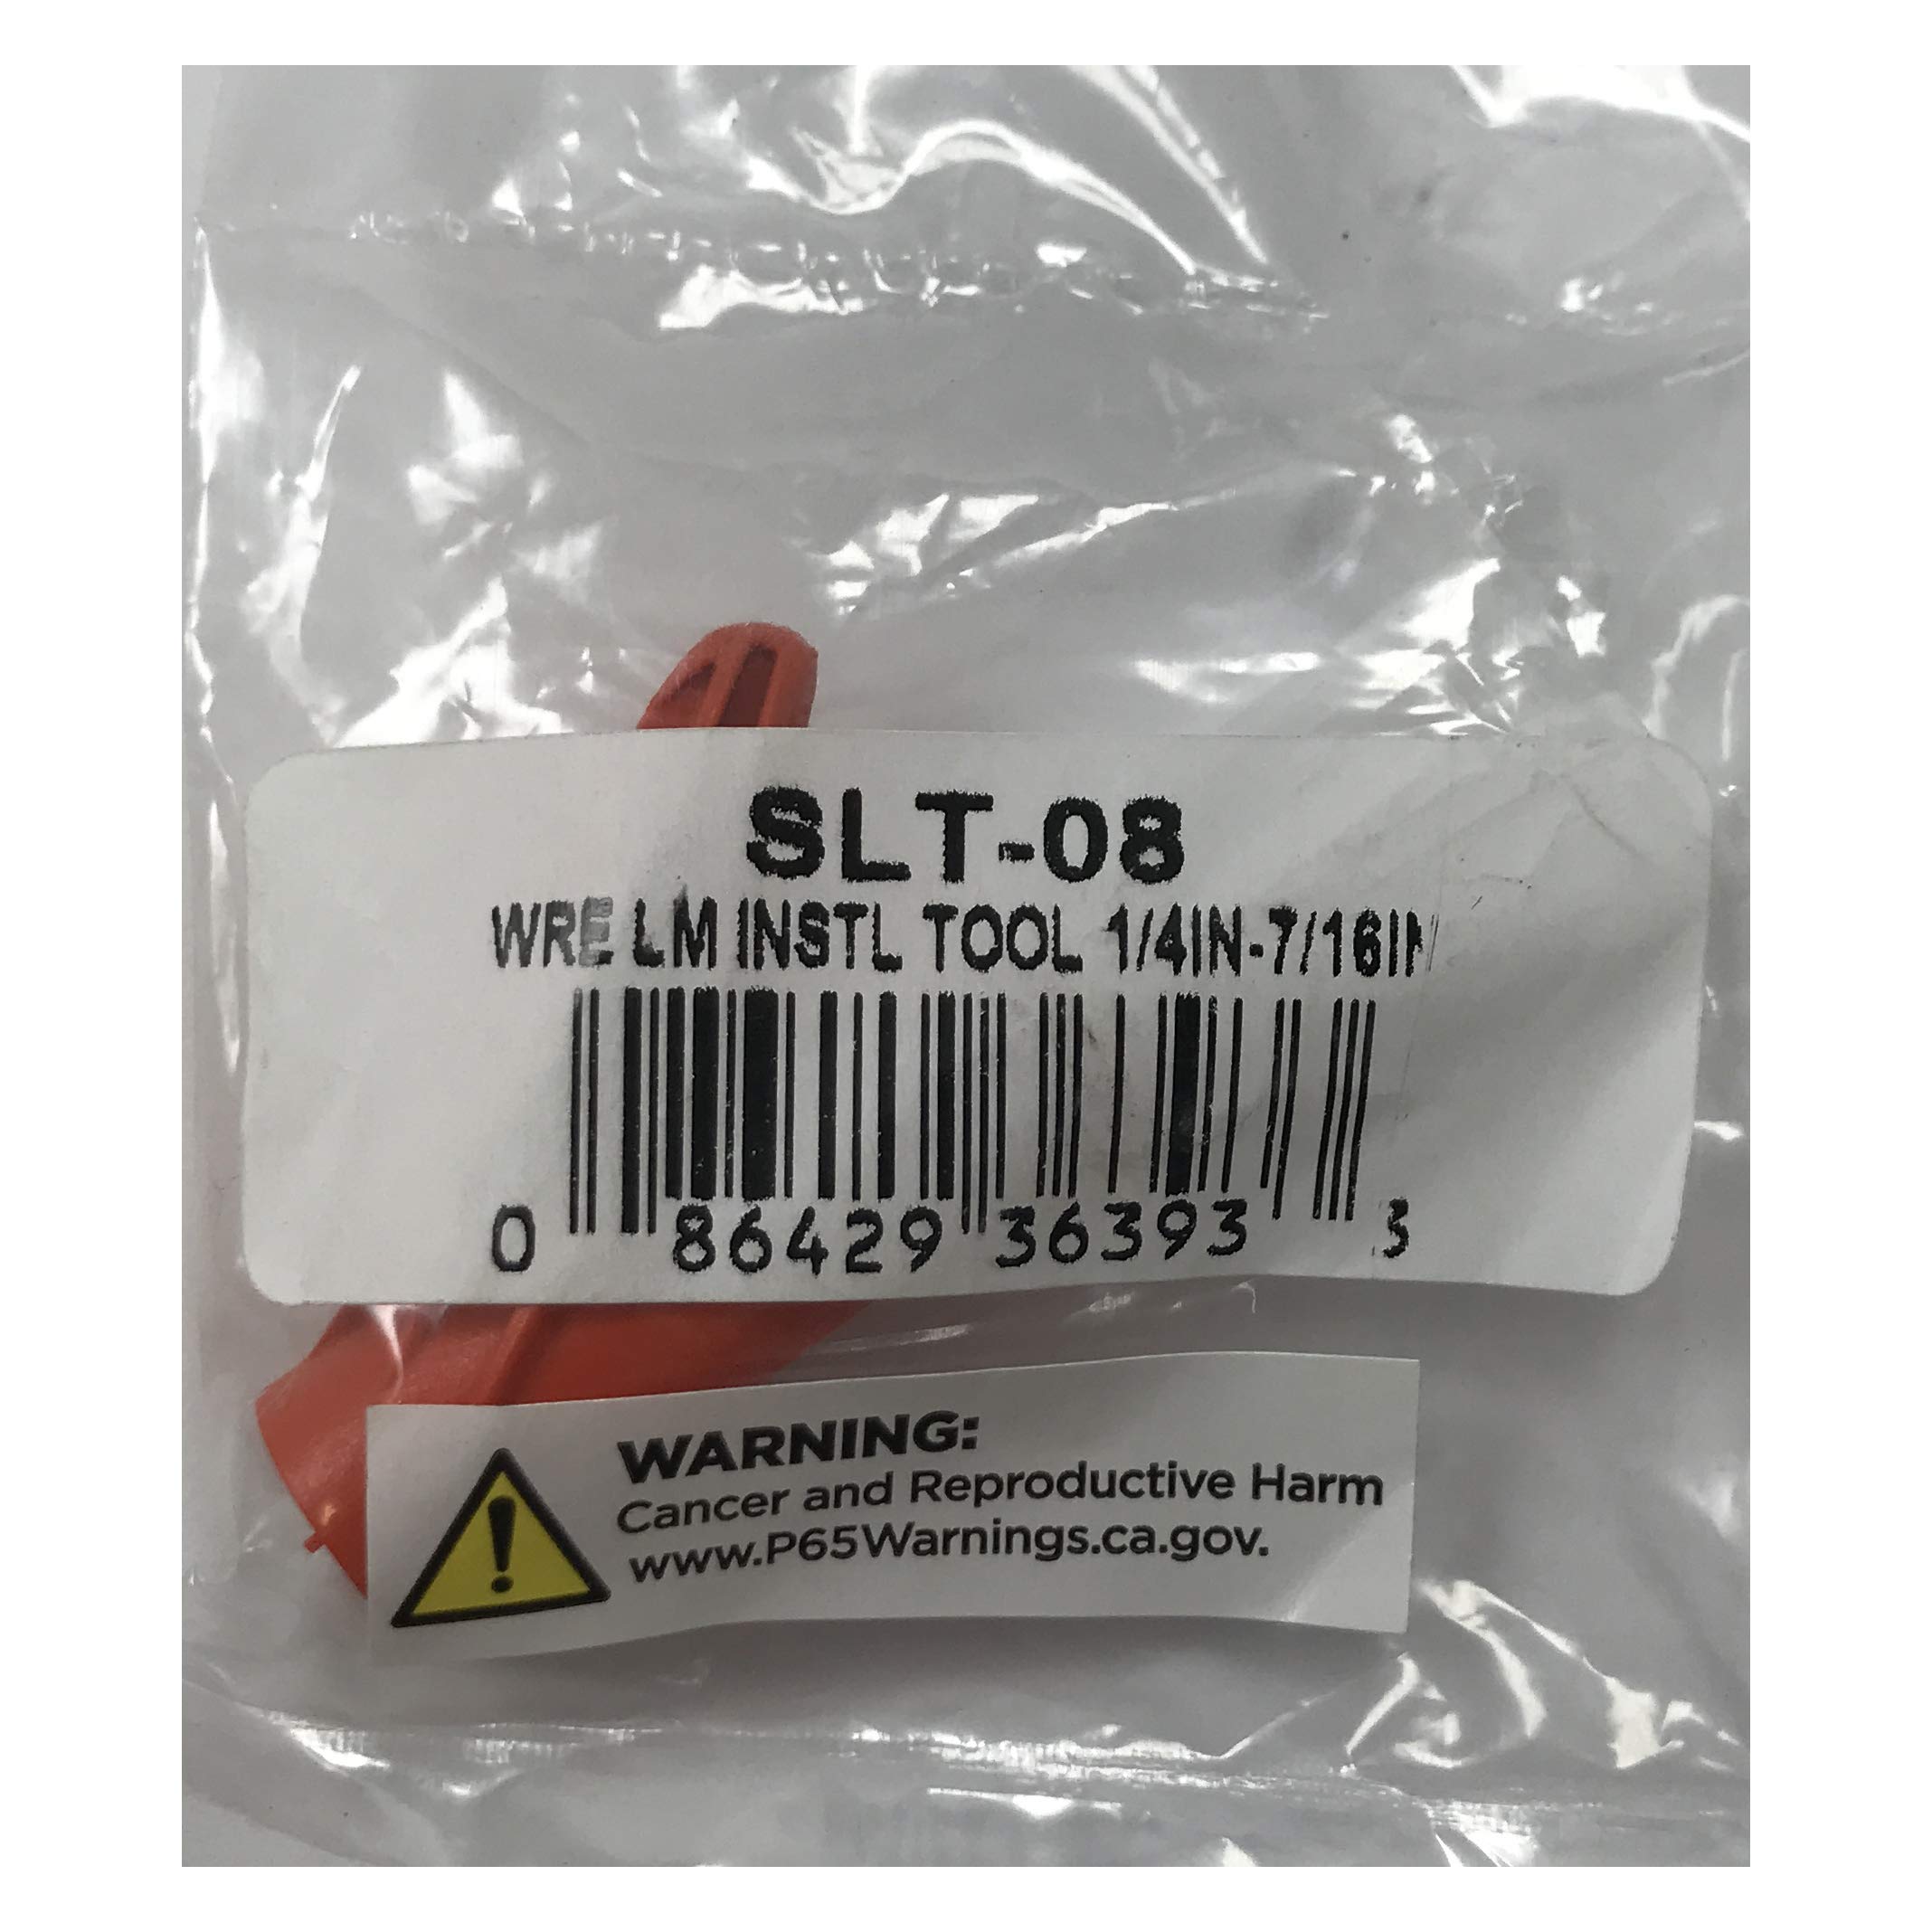 SLT-08
WRE LM INSTL TOOL 1/4IN-7/16IN
0 86429 36393 3
WARNING:
Cancer and Reproductive Harm
www.P65Warnings.ca.gov.